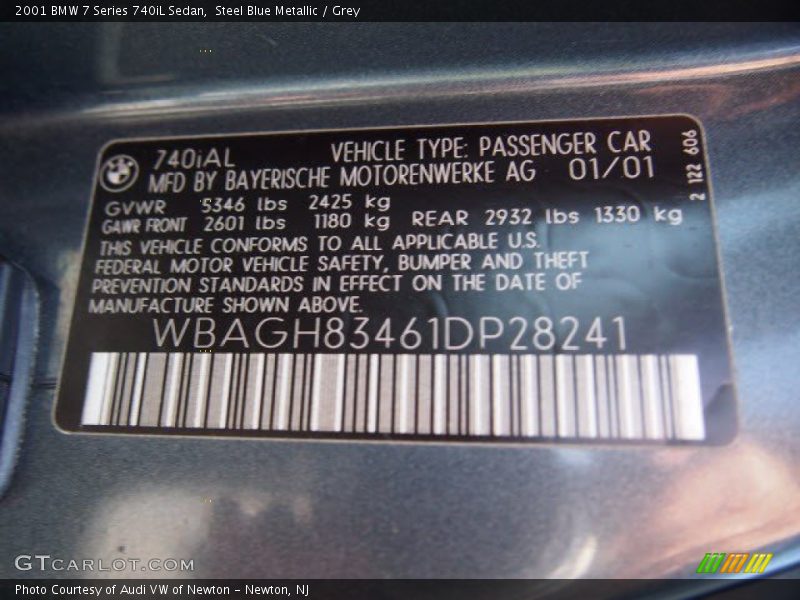 2001 BMW 7 Series 740iL Sedan,  Steel Blue Metallic / Grey
740iAL VEHICLE TYPE: PASSENGER CAR
MFD BY BAYERISCHE MOTORENWERKE AG 01/01
2 122 606
GVWR 5346 lbs 2425 kg
GAWR FRONT 2601 lbs 1180 kg REAR 2932 lbs 1330 kg
THIS VEHICLE CONFORMS TO ALL APPLICABLE U.S.
FEDERAL MOTOR VEHICLE SAFETY, BUMPER AND THEFT
PREVENTION STANDARDS IN EFFECT ON THE DATE OF
MANUFACTURE SHOWN ABOVE.
WBAGH83461DP28241
GTCARLOT.COM
Photo Courtesy of Audi VW of Newton - Newton, NJ